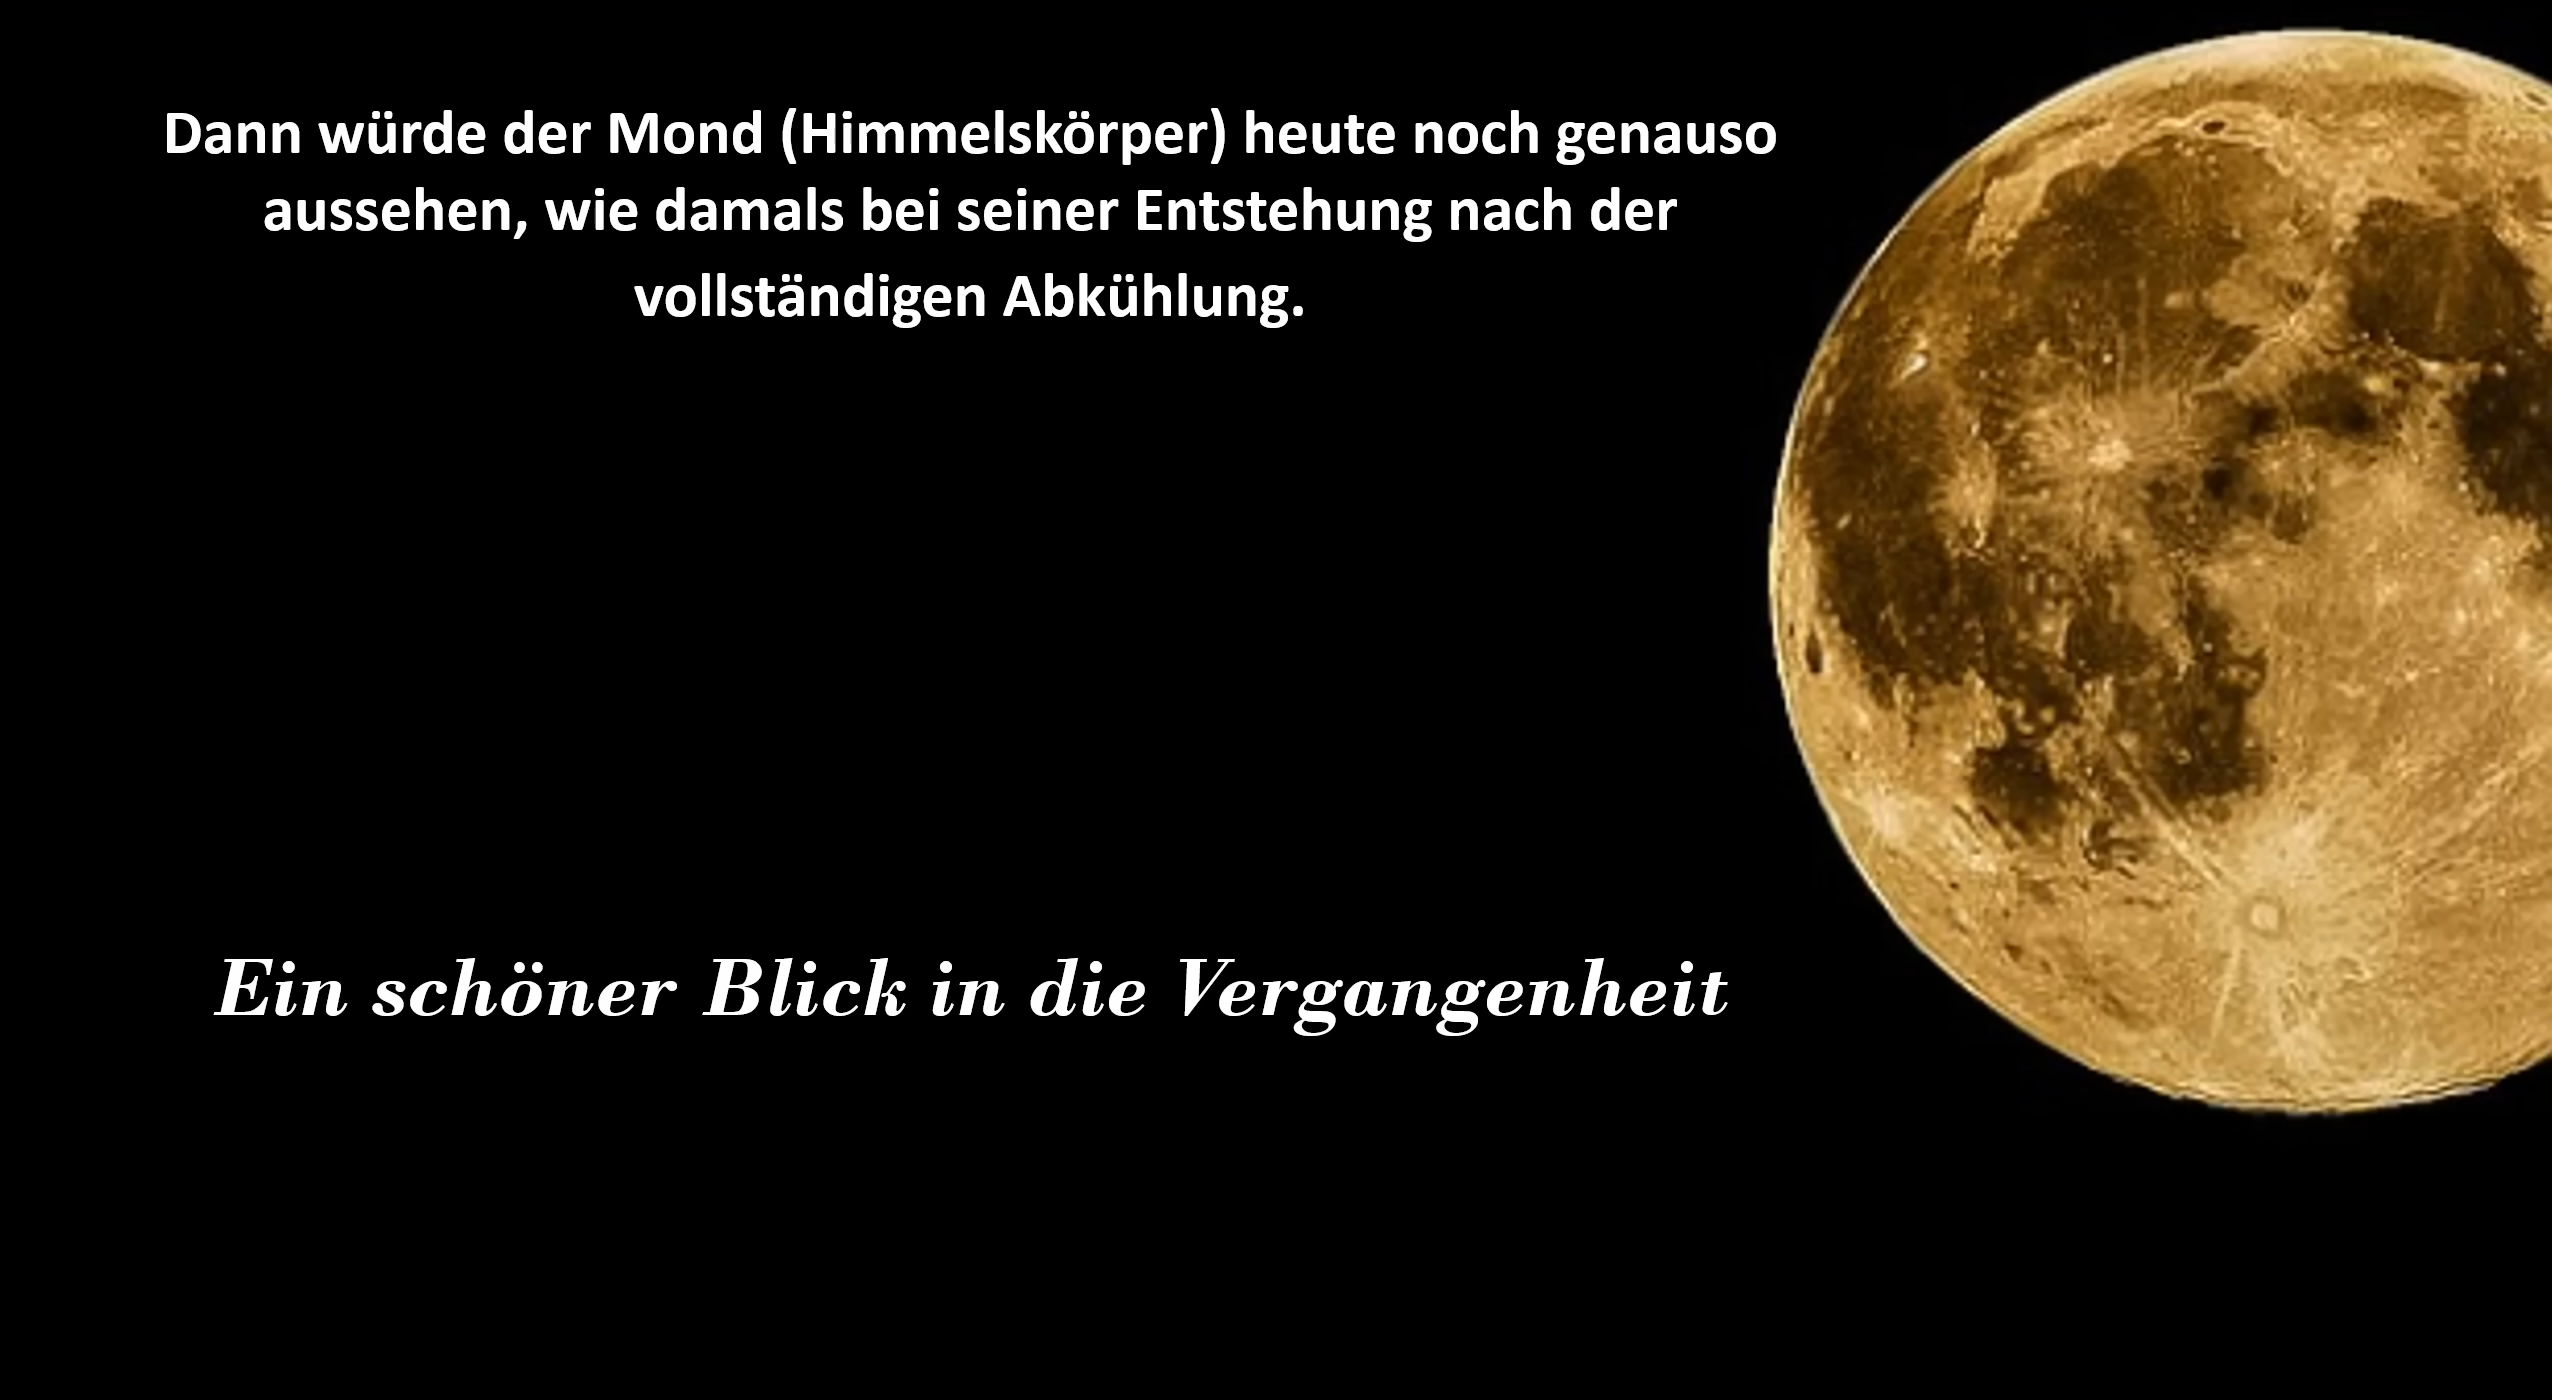 Dann würde der Mond (Himmelskörper) heute noch genauso
aussehen, wie damals bei seiner Entstehung nach der
vollständigen Abkühlung.
Ein schöner Blick in die Vergangenheit